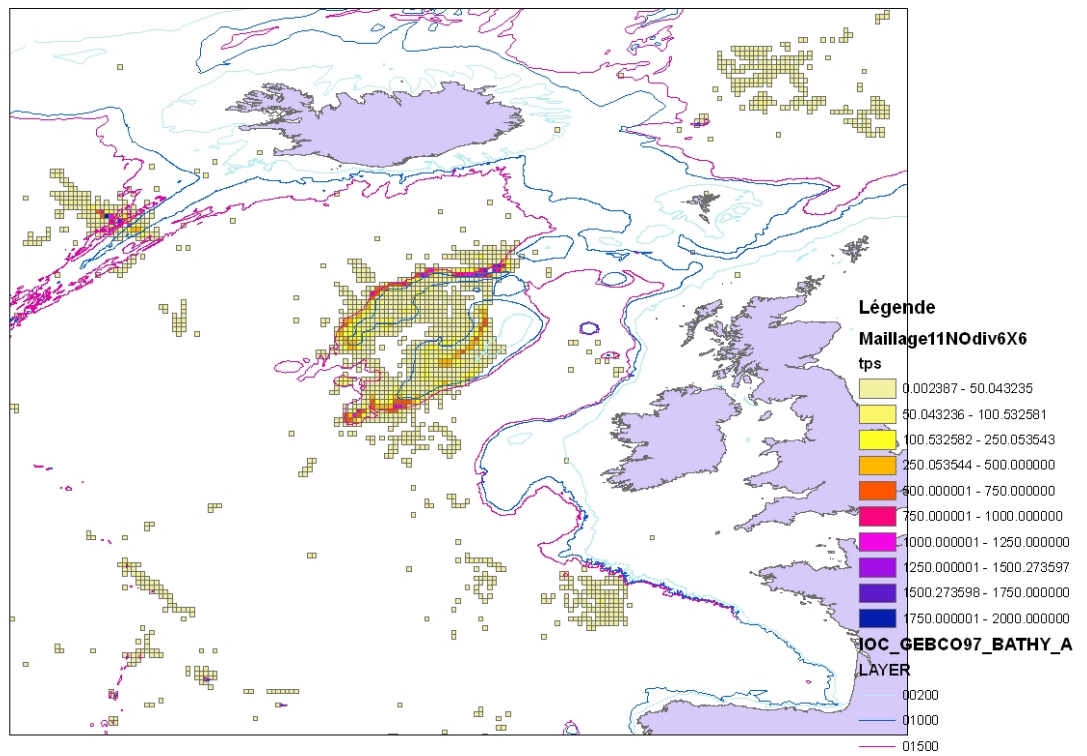 Légende
Maillage11NOdiv6X6
tps
0.002387 - 50.043235
50.043236 - 100.532581
100.532582 - 250.053543
250.053544 - 500.000000
500.000001 - 750.000000
750.000001 - 1000.000000
1000.000001 - 1250.000000
1250.000001 - 1500.273597
1500.273598 - 1750.000000
1750.000001 - 2000.000000
IOC_GEBCO97_BATHY_A
LAYER
00200
01000
01500